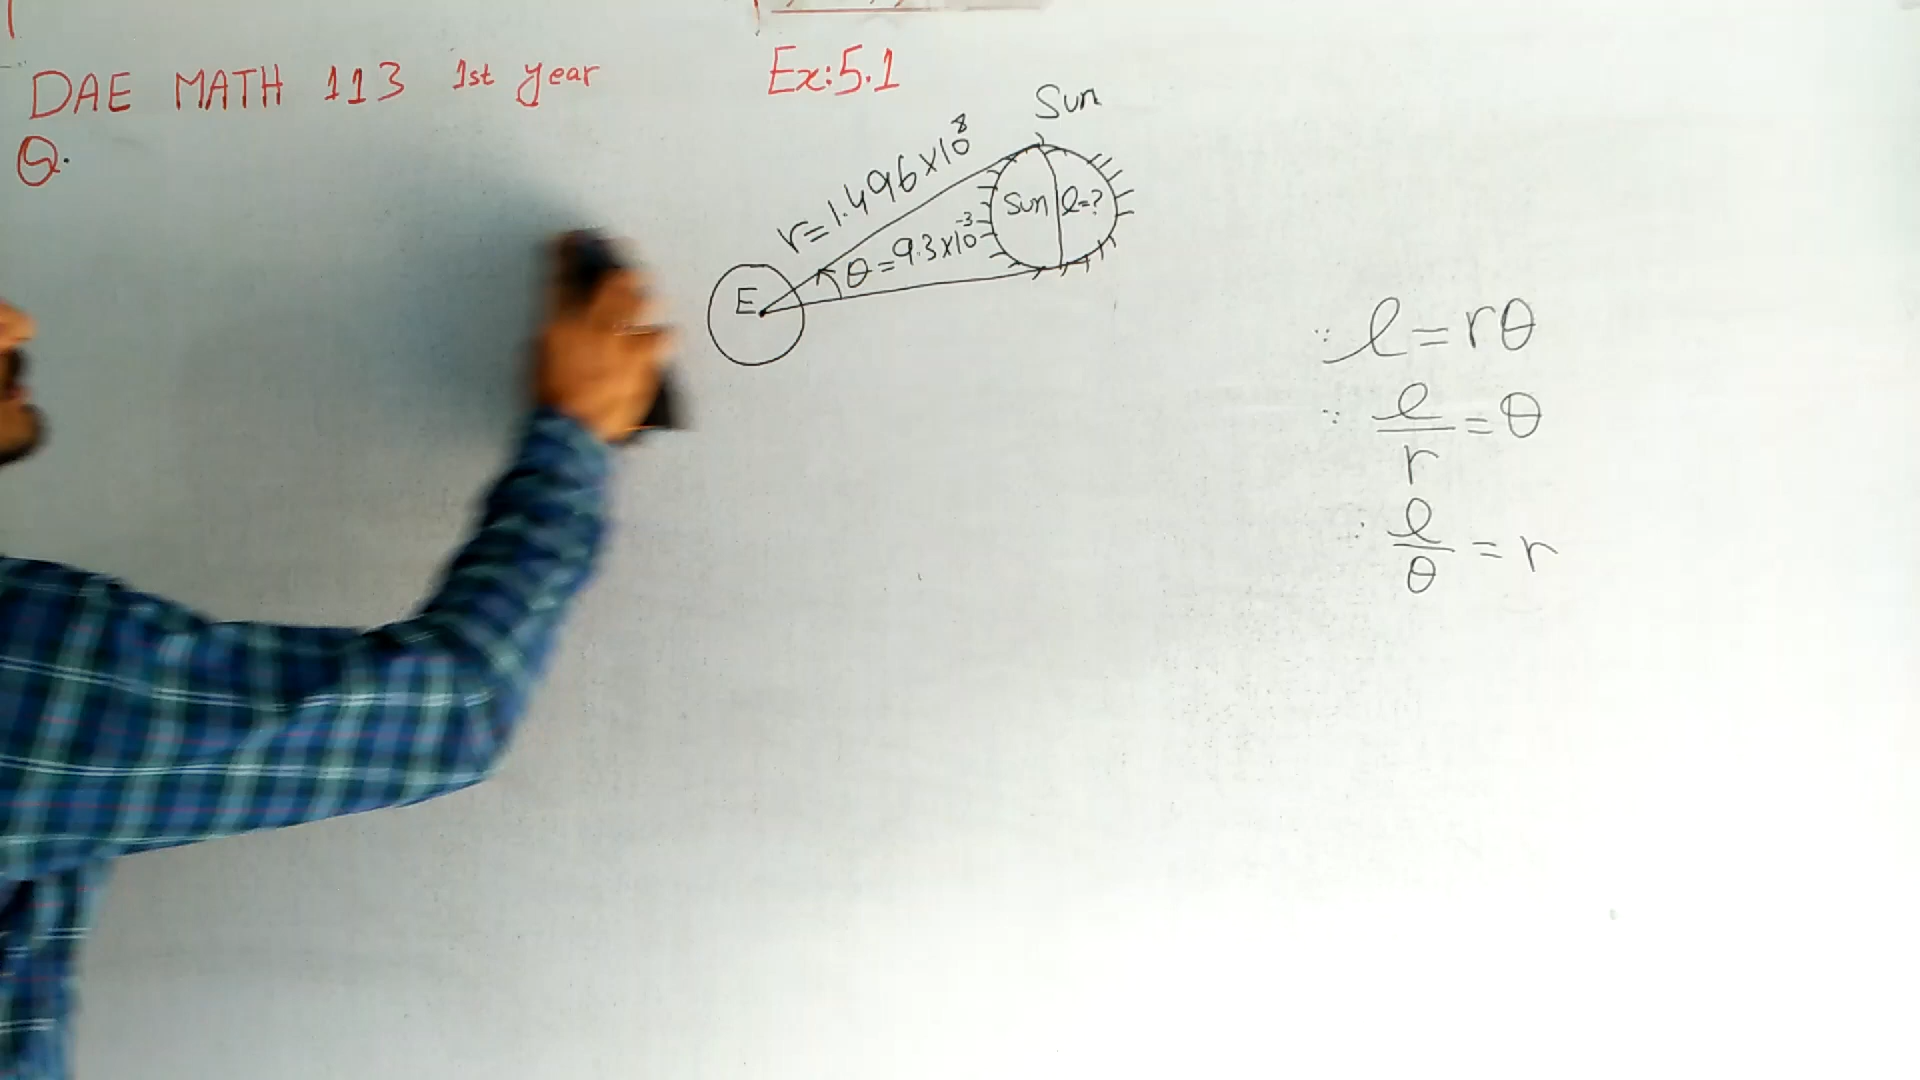 DAE MATH 113 1st year
Ex:5.1
Q.
Sun
r=1.496×10⁸
θ=9.3×10⁻³
Sun
l=?
E
∵ l=rθ
∵ l/r=θ
l/θ=r